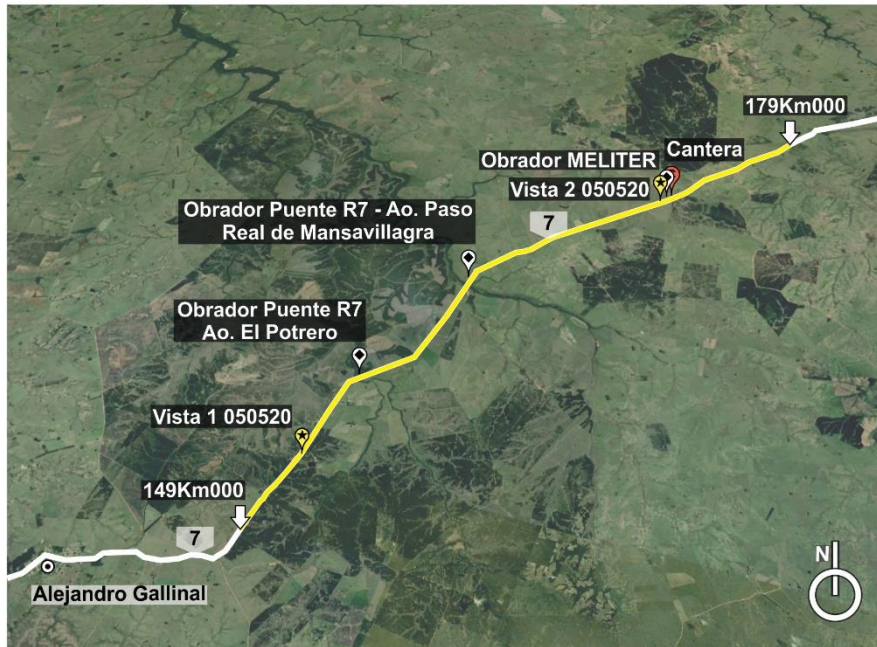 179Km000
Cantera
Obrador MELITER
Vista 2 050520
Obrador Puente R7 - Ao. Paso
Real de Mansavillagra
7
Obrador Puente R7
Ao. El Potrero
Vista 1 050520
149Km000
7
Alejandro Gallinal
N